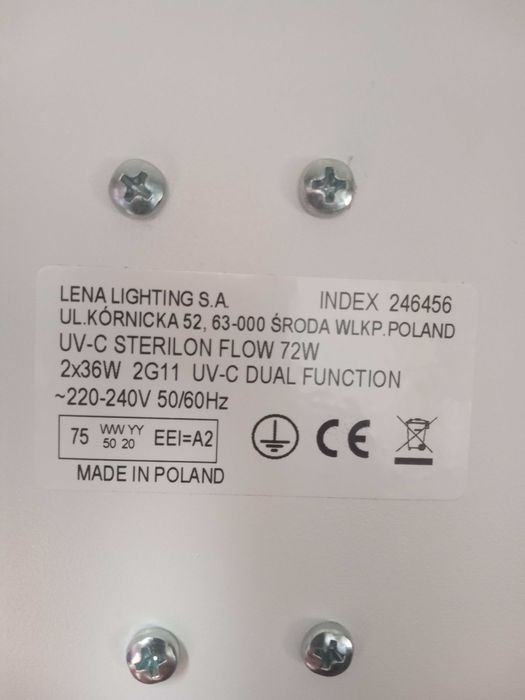 LENA LIGHTING S.A. INDEX 246456
UL.KÓRNICKA 52, 63-000 ŚRODA WLKP.POLAND
UV-C STERILON FLOW 72W
2x36W 2G11 UV-C DUAL FUNCTION
~220-240V 50/60Hz
75 WW YY EEI=A2
50 20
CE
MADE IN POLAND